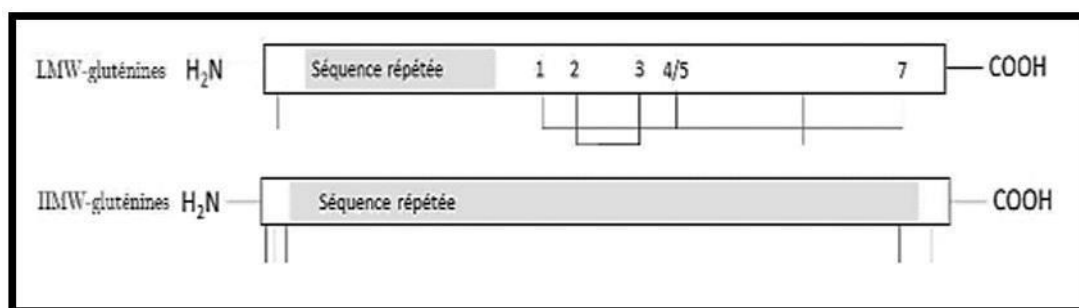 LMW-gluténines H₂N Séquence répétée 1 2 3 4/5 7 COOH
HMW-gluténines H₂N Séquence répétée COOH